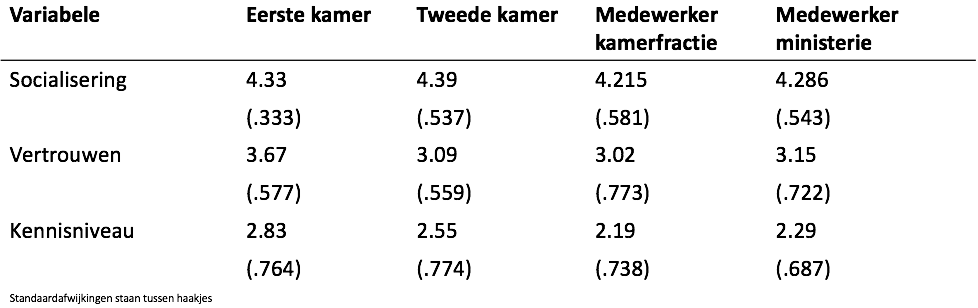 Variabele Eerste kamer Tweede kamer Medewerker kamerfractie Medewerker ministerie
Socialisering 4.33 4.39 4.215 4.286
(.333) (.537) (.581) (.543)
Vertrouwen 3.67 3.09 3.02 3.15
(.577) (.559) (.773) (.722)
Kennisniveau 2.83 2.55 2.19 2.29
(.764) (.774) (.738) (.687)
Standaardafwijkingen staan tussen haakjes